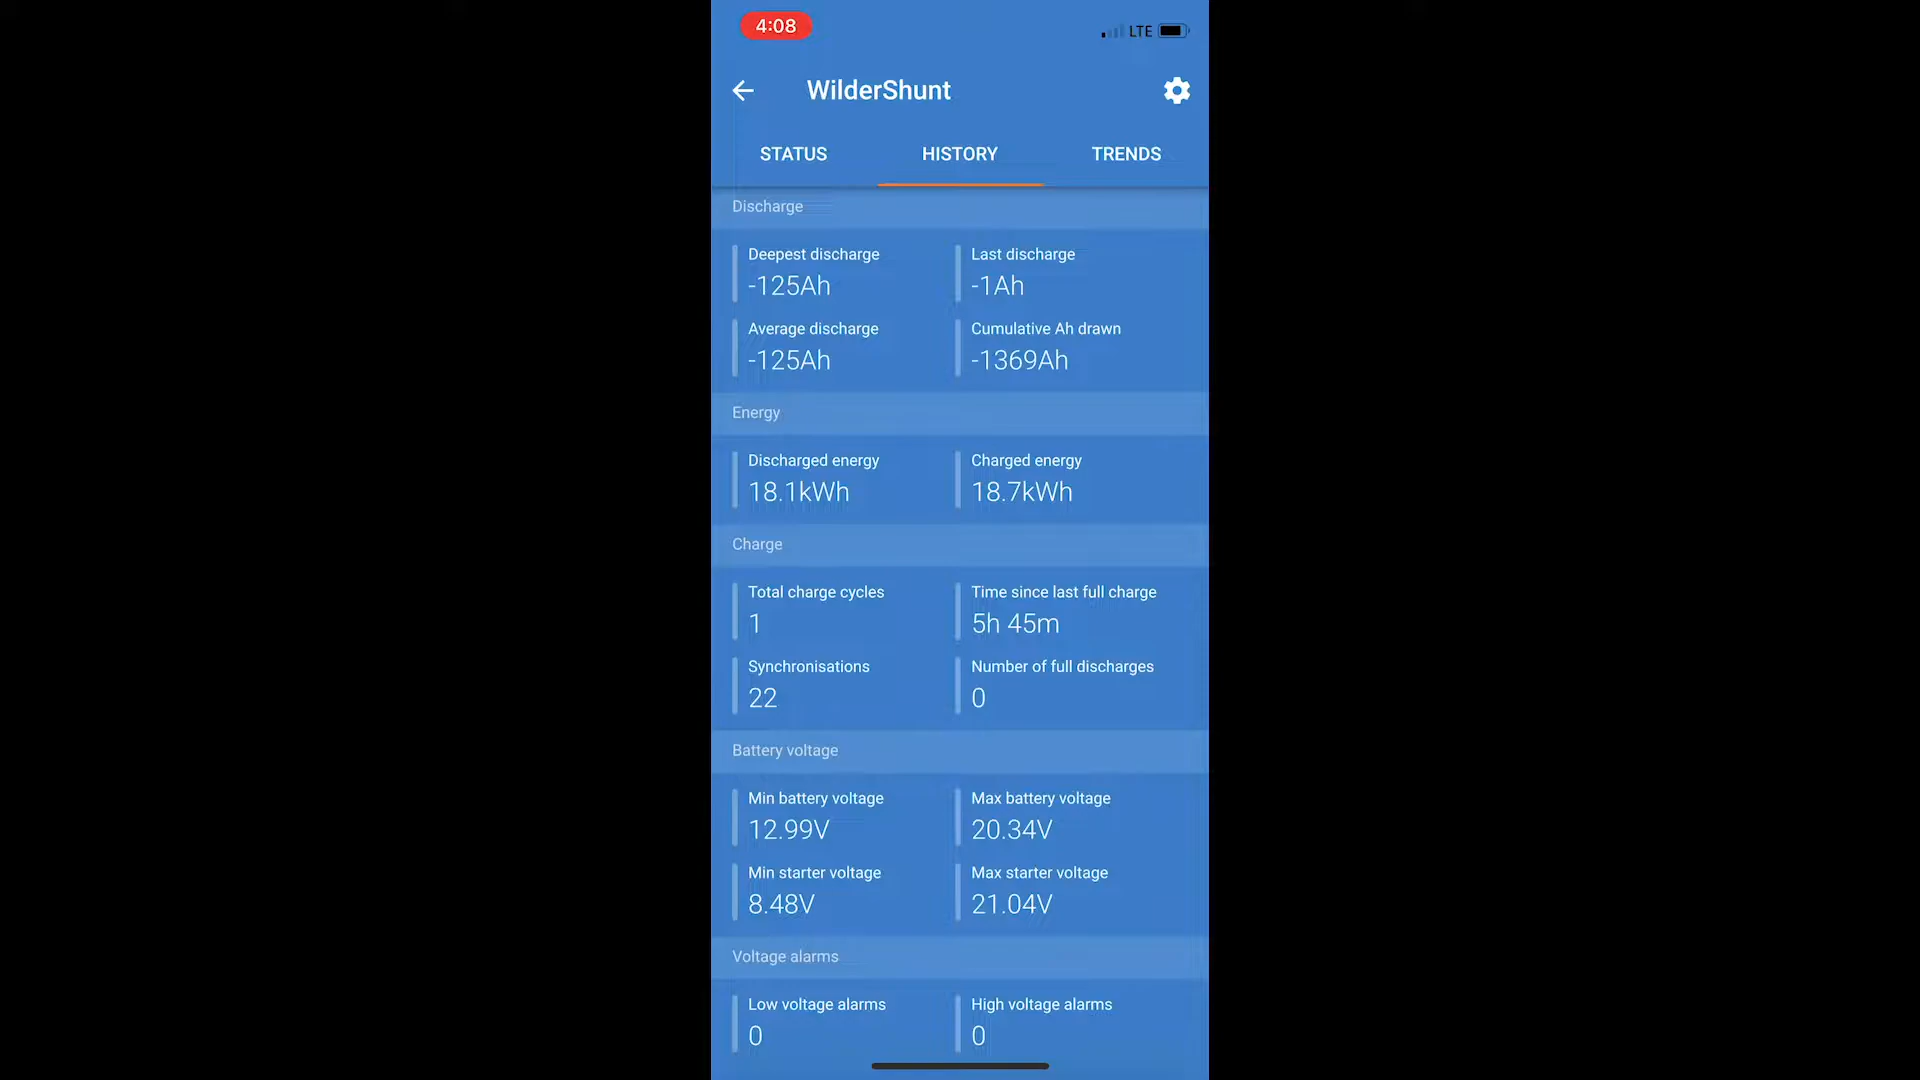 4:08
LTE
WilderShunt
STATUS HISTORY TRENDS
Discharge
Deepest discharge Last discharge
-125Ah -1Ah
Average discharge Cumulative Ah drawn
-125Ah -1369Ah
Energy
Discharged energy Charged energy
18.1kWh 18.7kWh
Charge
Total charge cycles Time since last full charge
1 5h 45m
Synchronisations Number of full discharges
22 0
Battery voltage
Min battery voltage Max battery voltage
12.99V 20.34V
Min starter voltage Max starter voltage
8.48V 21.04V
Voltage alarms
Low voltage alarms High voltage alarms
0 0